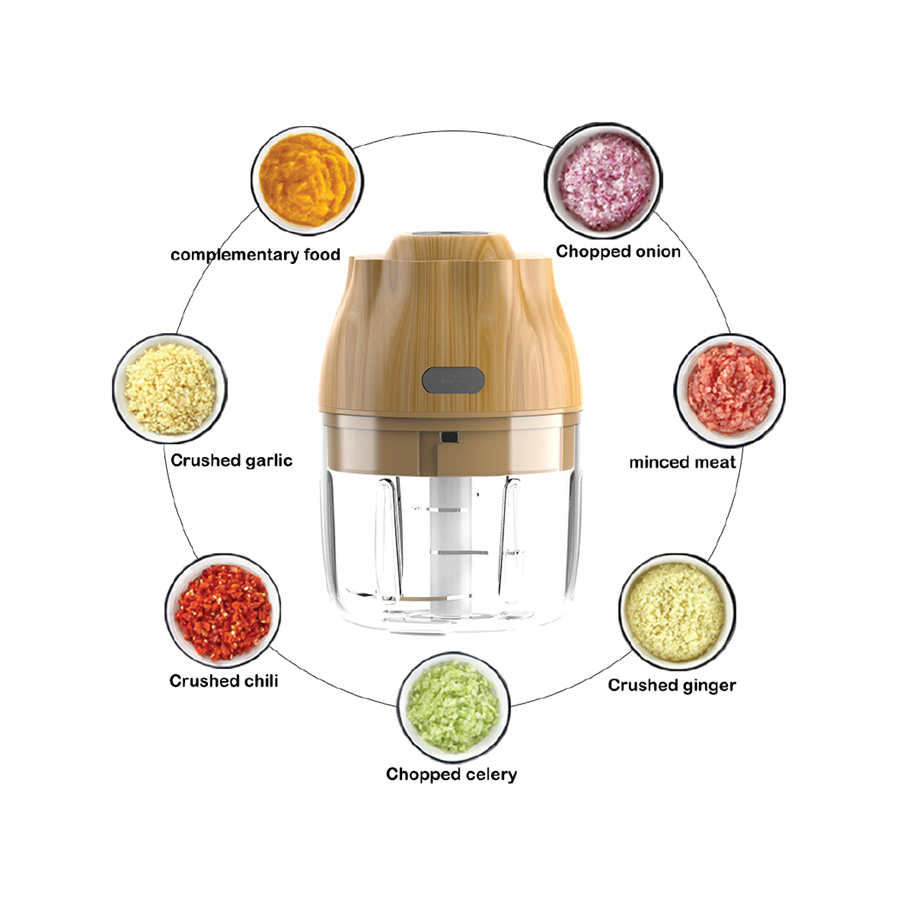 complementary food
Chopped onion
Crushed garlic
minced meat
Crushed chili
Crushed ginger
Chopped celery